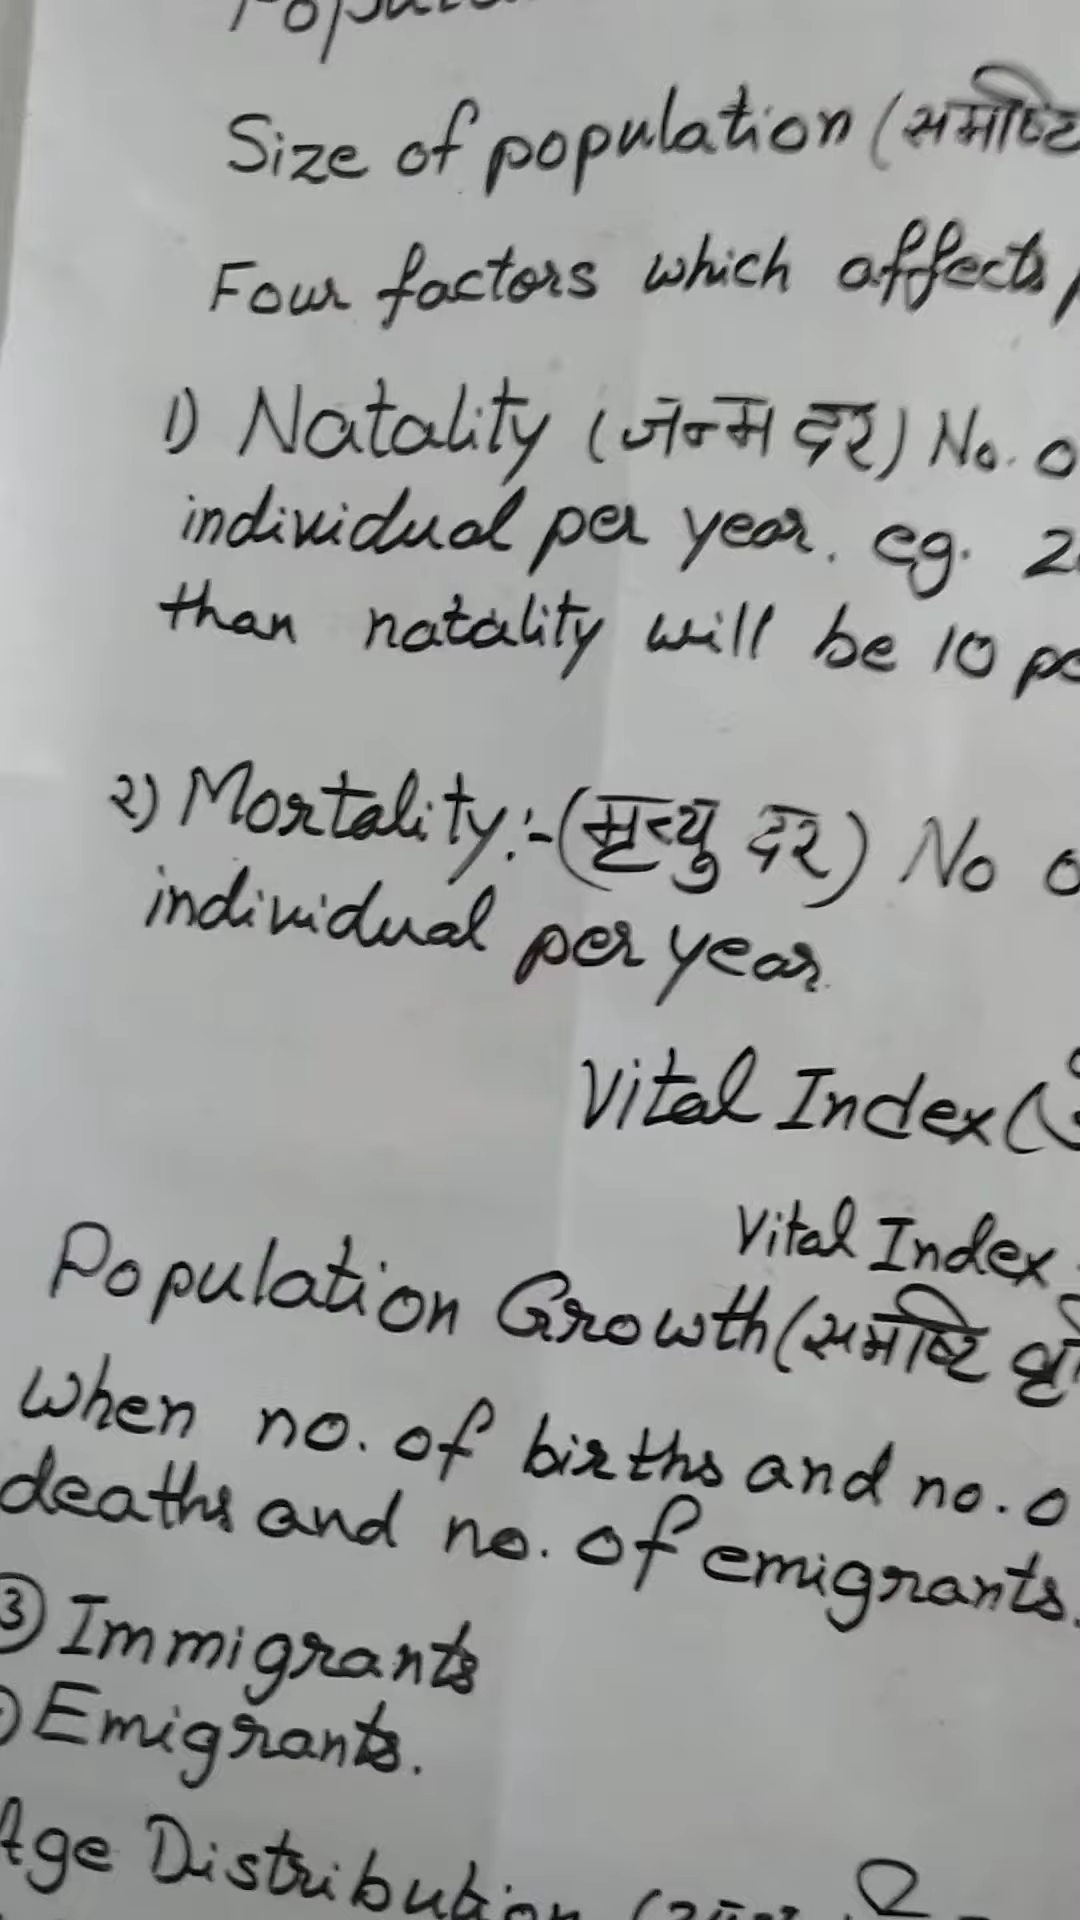 Size of population (समष्टि
Four factors which affects
1) Natality (जन्म दर) No. o
individual per year. eg. 2
than natality will be 10 pe
2) Mortality:-(मृत्यु दर) No o
individual per year.
Vital Index (
Vital Index
Population Growth (समष्टि वृ
when no. of births and no. o
deaths and no. of emigrants.
③ Immigrants
Emigrants.
Age Distribution (